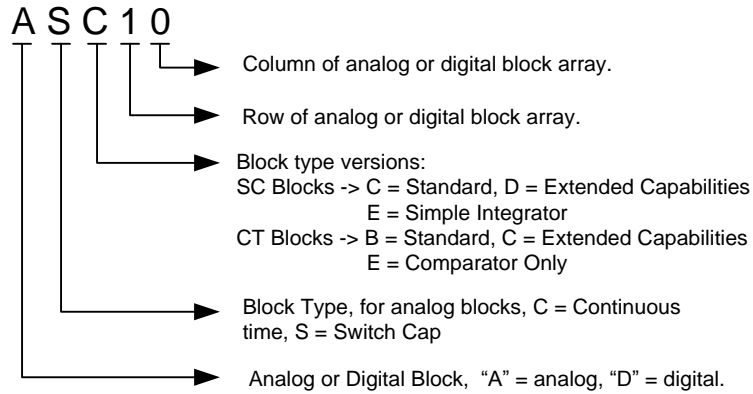 A S C 1 0
Column of analog or digital block array.
Row of analog or digital block array.
Block type versions:
SC Blocks -> C = Standard, D = Extended Capabilities
E = Simple Integrator
CT Blocks -> B = Standard, C = Extended Capabilities
E = Comparator Only
Block Type, for analog blocks, C = Continuous
time, S = Switch Cap
Analog or Digital Block, “A” = analog, “D” = digital.